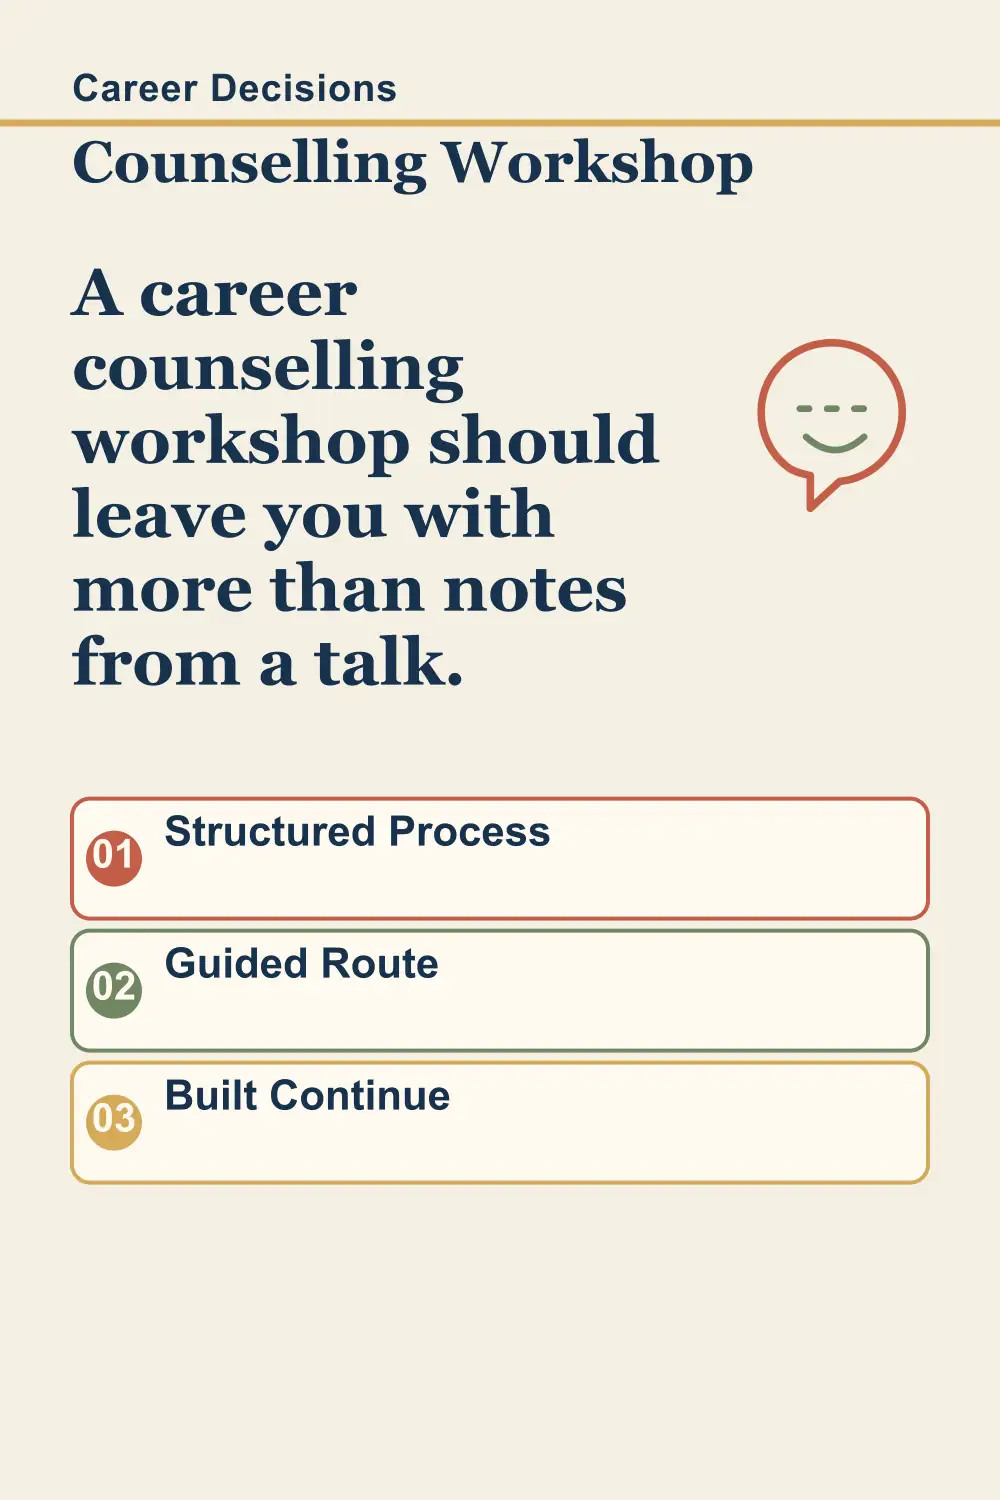 Career Decisions
Counselling Workshop
A career
counselling
workshop should
leave you with
more than notes
from a talk.
01 Structured Process
02 Guided Route
03 Built Continue